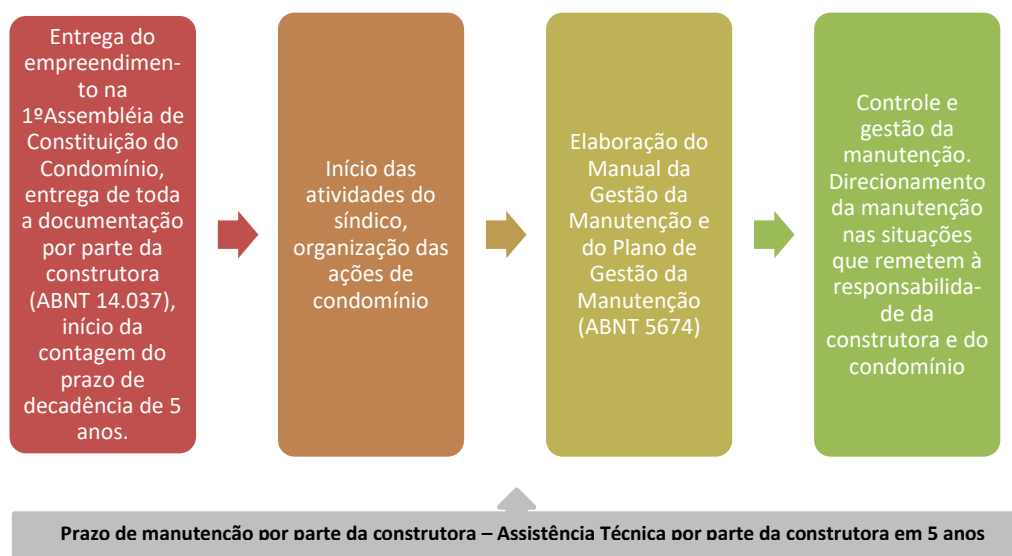 Entrega do
empreendimen-
to na
1ºAssembléia de
Constituição do
Condomínio,
entrega de toda
a documentação
por parte da
construtora
(ABNT 14.037),
início da
contagem do
prazo de
decadência de 5
anos.
Início das
atividades do
síndico,
organização das
ações de
condomínio
Elaboração do
Manual da
Gestão da
Manutenção e
do Plano de
Gestão da
Manutenção
(ABNT 5674)
Controle e
gestão da
manutenção.
Direcionamento
da manutenção
nas situações
que remetem à
responsabilida-
de da
construtora e do
condomínio
Prazo de manutenção por parte da construtora – Assistência Técnica por parte da construtora em 5 anos